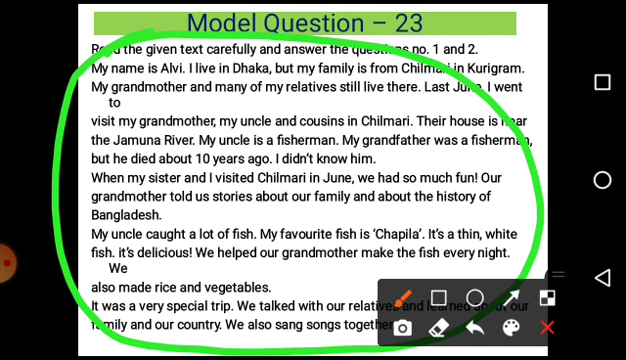 Model Question – 23
Read the given text carefully and answer the questions no. 1 and 2.
My name is Alvi. I live in Dhaka, but my family is from Chilmari in Kurigram.
My grandmother and many of my relatives still live there. Last June, I went
to
visit my grandmother, my uncle and cousins in Chilmari. Their house is near
the Jamuna River. My uncle is a fisherman. My grandfather was a fisherman,
but he died about 10 years ago. I didn't know him.
When my sister and I visited Chilmari in June, we had so much fun! Our
grandmother told us stories about our family and about the history of
Bangladesh.
My uncle caught a lot of fish. My favourite fish is ‘Chapila’. It's a thin, white
fish. it's delicious! We helped our grandmother make the fish every night.
We
also made rice and vegetables.
It was a very special trip. We talked with our relatives and learned about our
family and our country. We also sang songs together